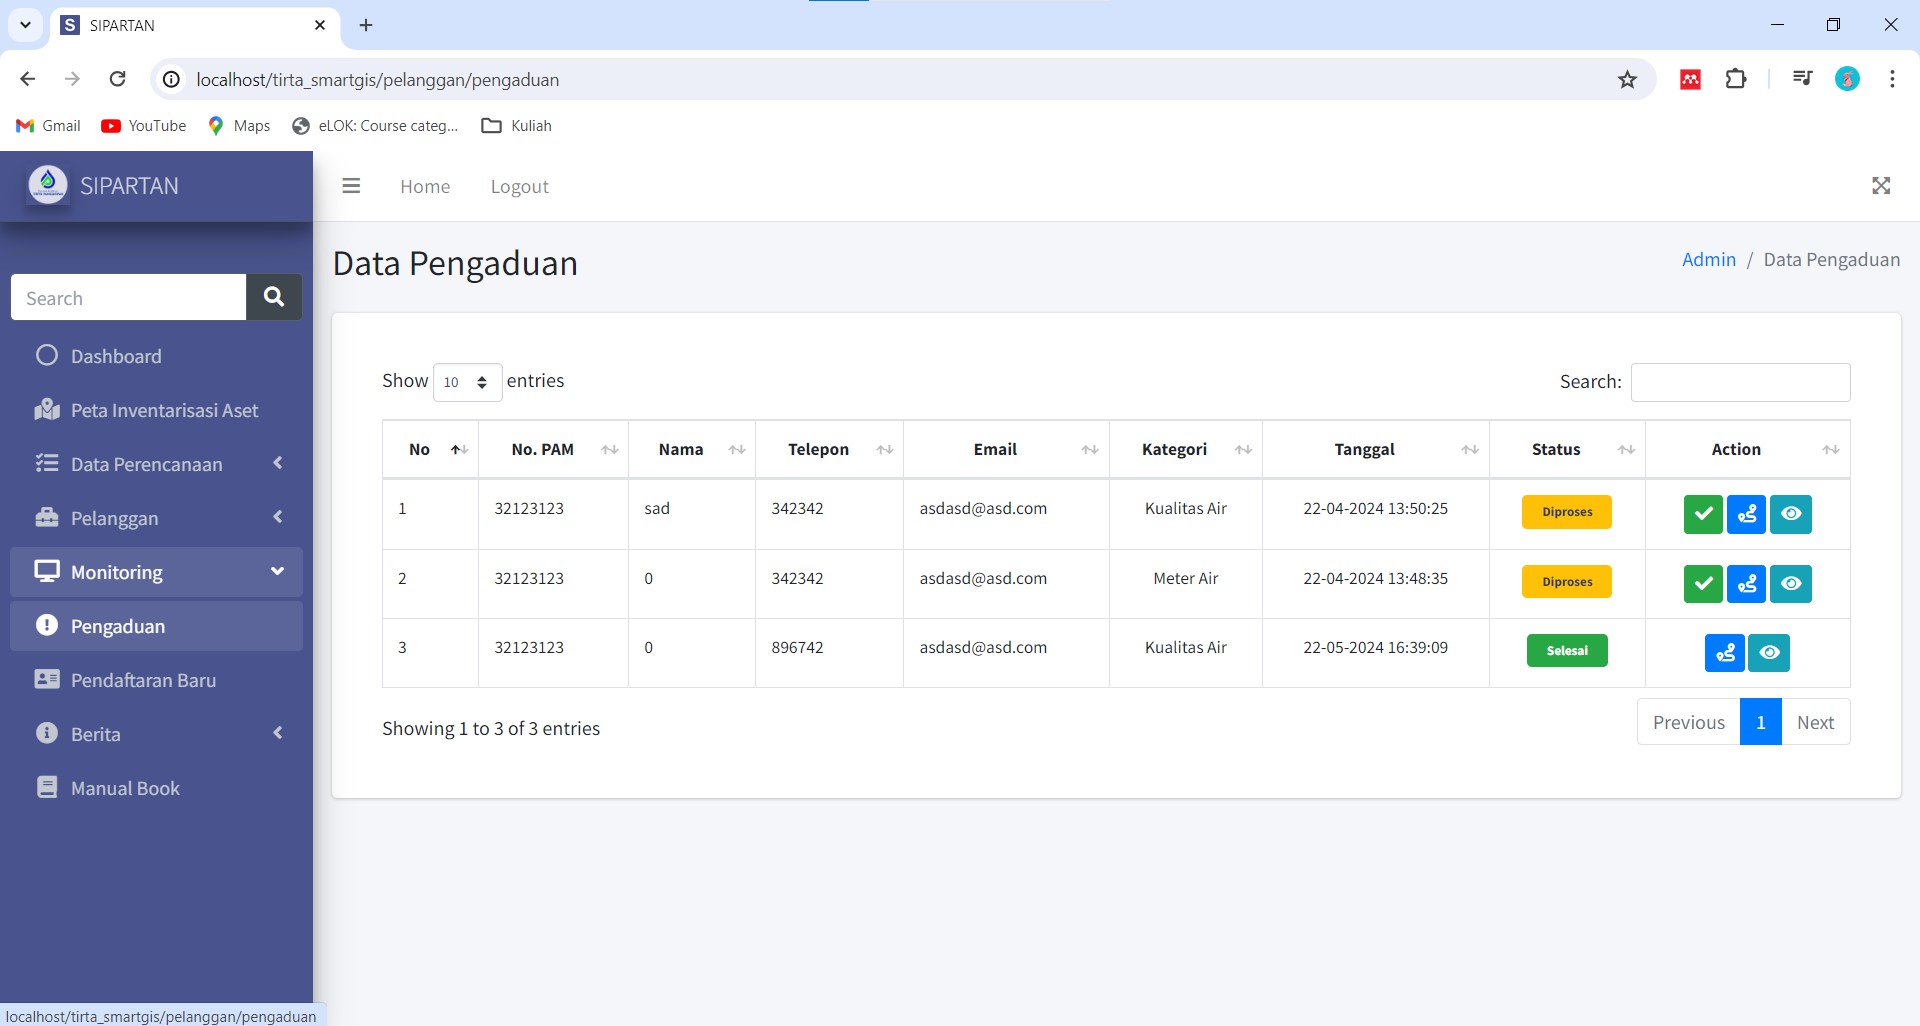 S SIPARTAN
localhost/tirta_smartgis/pelanggan/pengaduan
Gmail YouTube Maps eLOK: Course categ... Kuliah
SIPARTAN
Home Logout
Search
Dashboard
Peta Inventarisasi Aset
Data Perencanaan
Pelanggan
Monitoring
Pengaduan
Pendaftaran Baru
Berita
Manual Book
Data Pengaduan
Admin / Data Pengaduan
Show 10 entries
Search:
No No. PAM Nama Telepon Email Kategori Tanggal Status Action
1 32123123 sad 342342 asdasd@asd.com Kualitas Air 22-04-2024 13:50:25 Diproses
2 32123123 0 342342 asdasd@asd.com Meter Air 22-04-2024 13:48:35 Diproses
3 32123123 0 896742 asdasd@asd.com Kualitas Air 22-05-2024 16:39:09 Selesai
Showing 1 to 3 of 3 entries
Previous 1 Next
localhost/tirta_smartgis/pelanggan/pengaduan